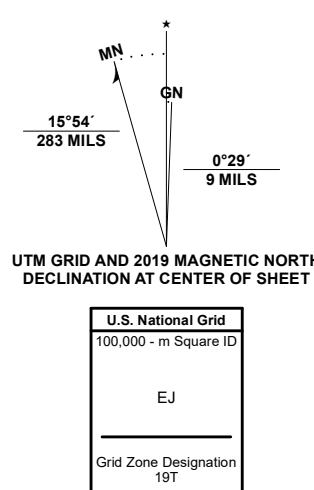 MN
GN
15°54´
283 MILS
0°29´
9 MILS
UTM GRID AND 2019 MAGNETIC NORTH
DECLINATION AT CENTER OF SHEET
U.S. National Grid
100,000 - m Square ID
EJ
Grid Zone Designation
19T